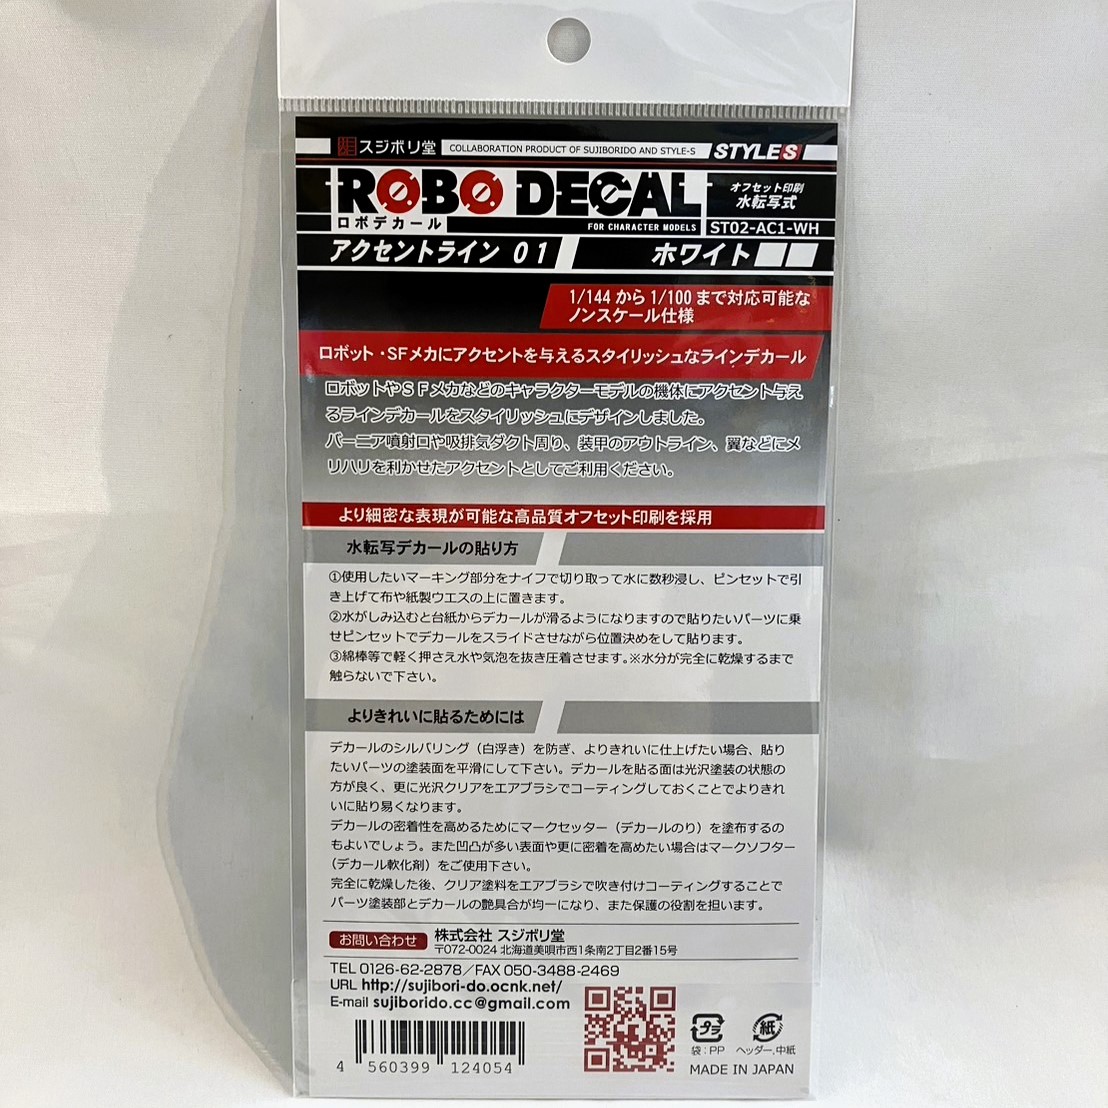 スジボリ堂 COLLABORATION PRODUCT OF SUJIBORIDO AND STYLE-S STYLE S
ROBO DECAL
オフセット印刷
水転写式
ロボデカール FOR CHARACTER MODELS ST02-AC1-WH
アクセントライン 01 ホワイト
1/144 から 1/100 まで対応可能な
ノンスケール仕様
ロボット・SFメカにアクセントを与えるスタイリッシュなラインデカール
ロボットやSFメカなどのキャラクターモデルの機体にアクセント与え
るラインデカールをスタイリッシュにデザインしました。
バーニア噴射口や吸排気ダクト周り、装甲のアウトライン、翼などにメ
リハリを利かせたアクセントとしてご利用ください。
より細密な表現が可能な高品質オフセット印刷を採用
水転写デカールの貼り方
①使用したいマーキング部分をナイフで切り取って水に数秒浸し、ピンセットで引
き上げて布や紙製ウエスの上に置きます。
②水がしみ込むと台紙からデカールが滑るようになりますので貼りたいパーツに乗
せピンセットでデカールをスライドさせながら位置決めをして貼ります。
③綿棒等で軽く押さえ水や気泡を抜き圧着させます。※水分が完全に乾燥するまで
触らないで下さい。
よりきれいに貼るためには
デカールのシルバリング（白浮き）を防ぎ、よりきれいに仕上げたい場合、貼り
たいパーツの塗装面を平滑にして下さい。デカールを貼る面は光沢塗装の状態の
方が良く、更に光沢クリアをエアブラシでコーティングしておくことでよりきれ
いに貼り易くなります。
デカールの密着性を高めるためにマークセッター（デカールのり）を塗布するの
もよいでしょう。また凹凸が多い表面や更に密着を高めたい場合はマークソフター
（デカール軟化剤）をご使用下さい。
完全に乾燥した後、クリア塗料をエアブラシで吹き付けコーティングすることで
パーツ塗装部とデカールの艶具合が均一になり、また保護の役割を担います。
お問い合わせ 株式会社 スジボリ堂
〒072-0024 北海道美唄市西1条南2丁目2番15号
TEL 0126-62-2878／FAX 050-3488-2469
URL http://sujibori-do.ocnk.net/
E-mail sujiborido.cc@gmail.com
プラ 紙
袋：PP ヘッダー,中紙
4 560399 124054
MADE IN JAPAN